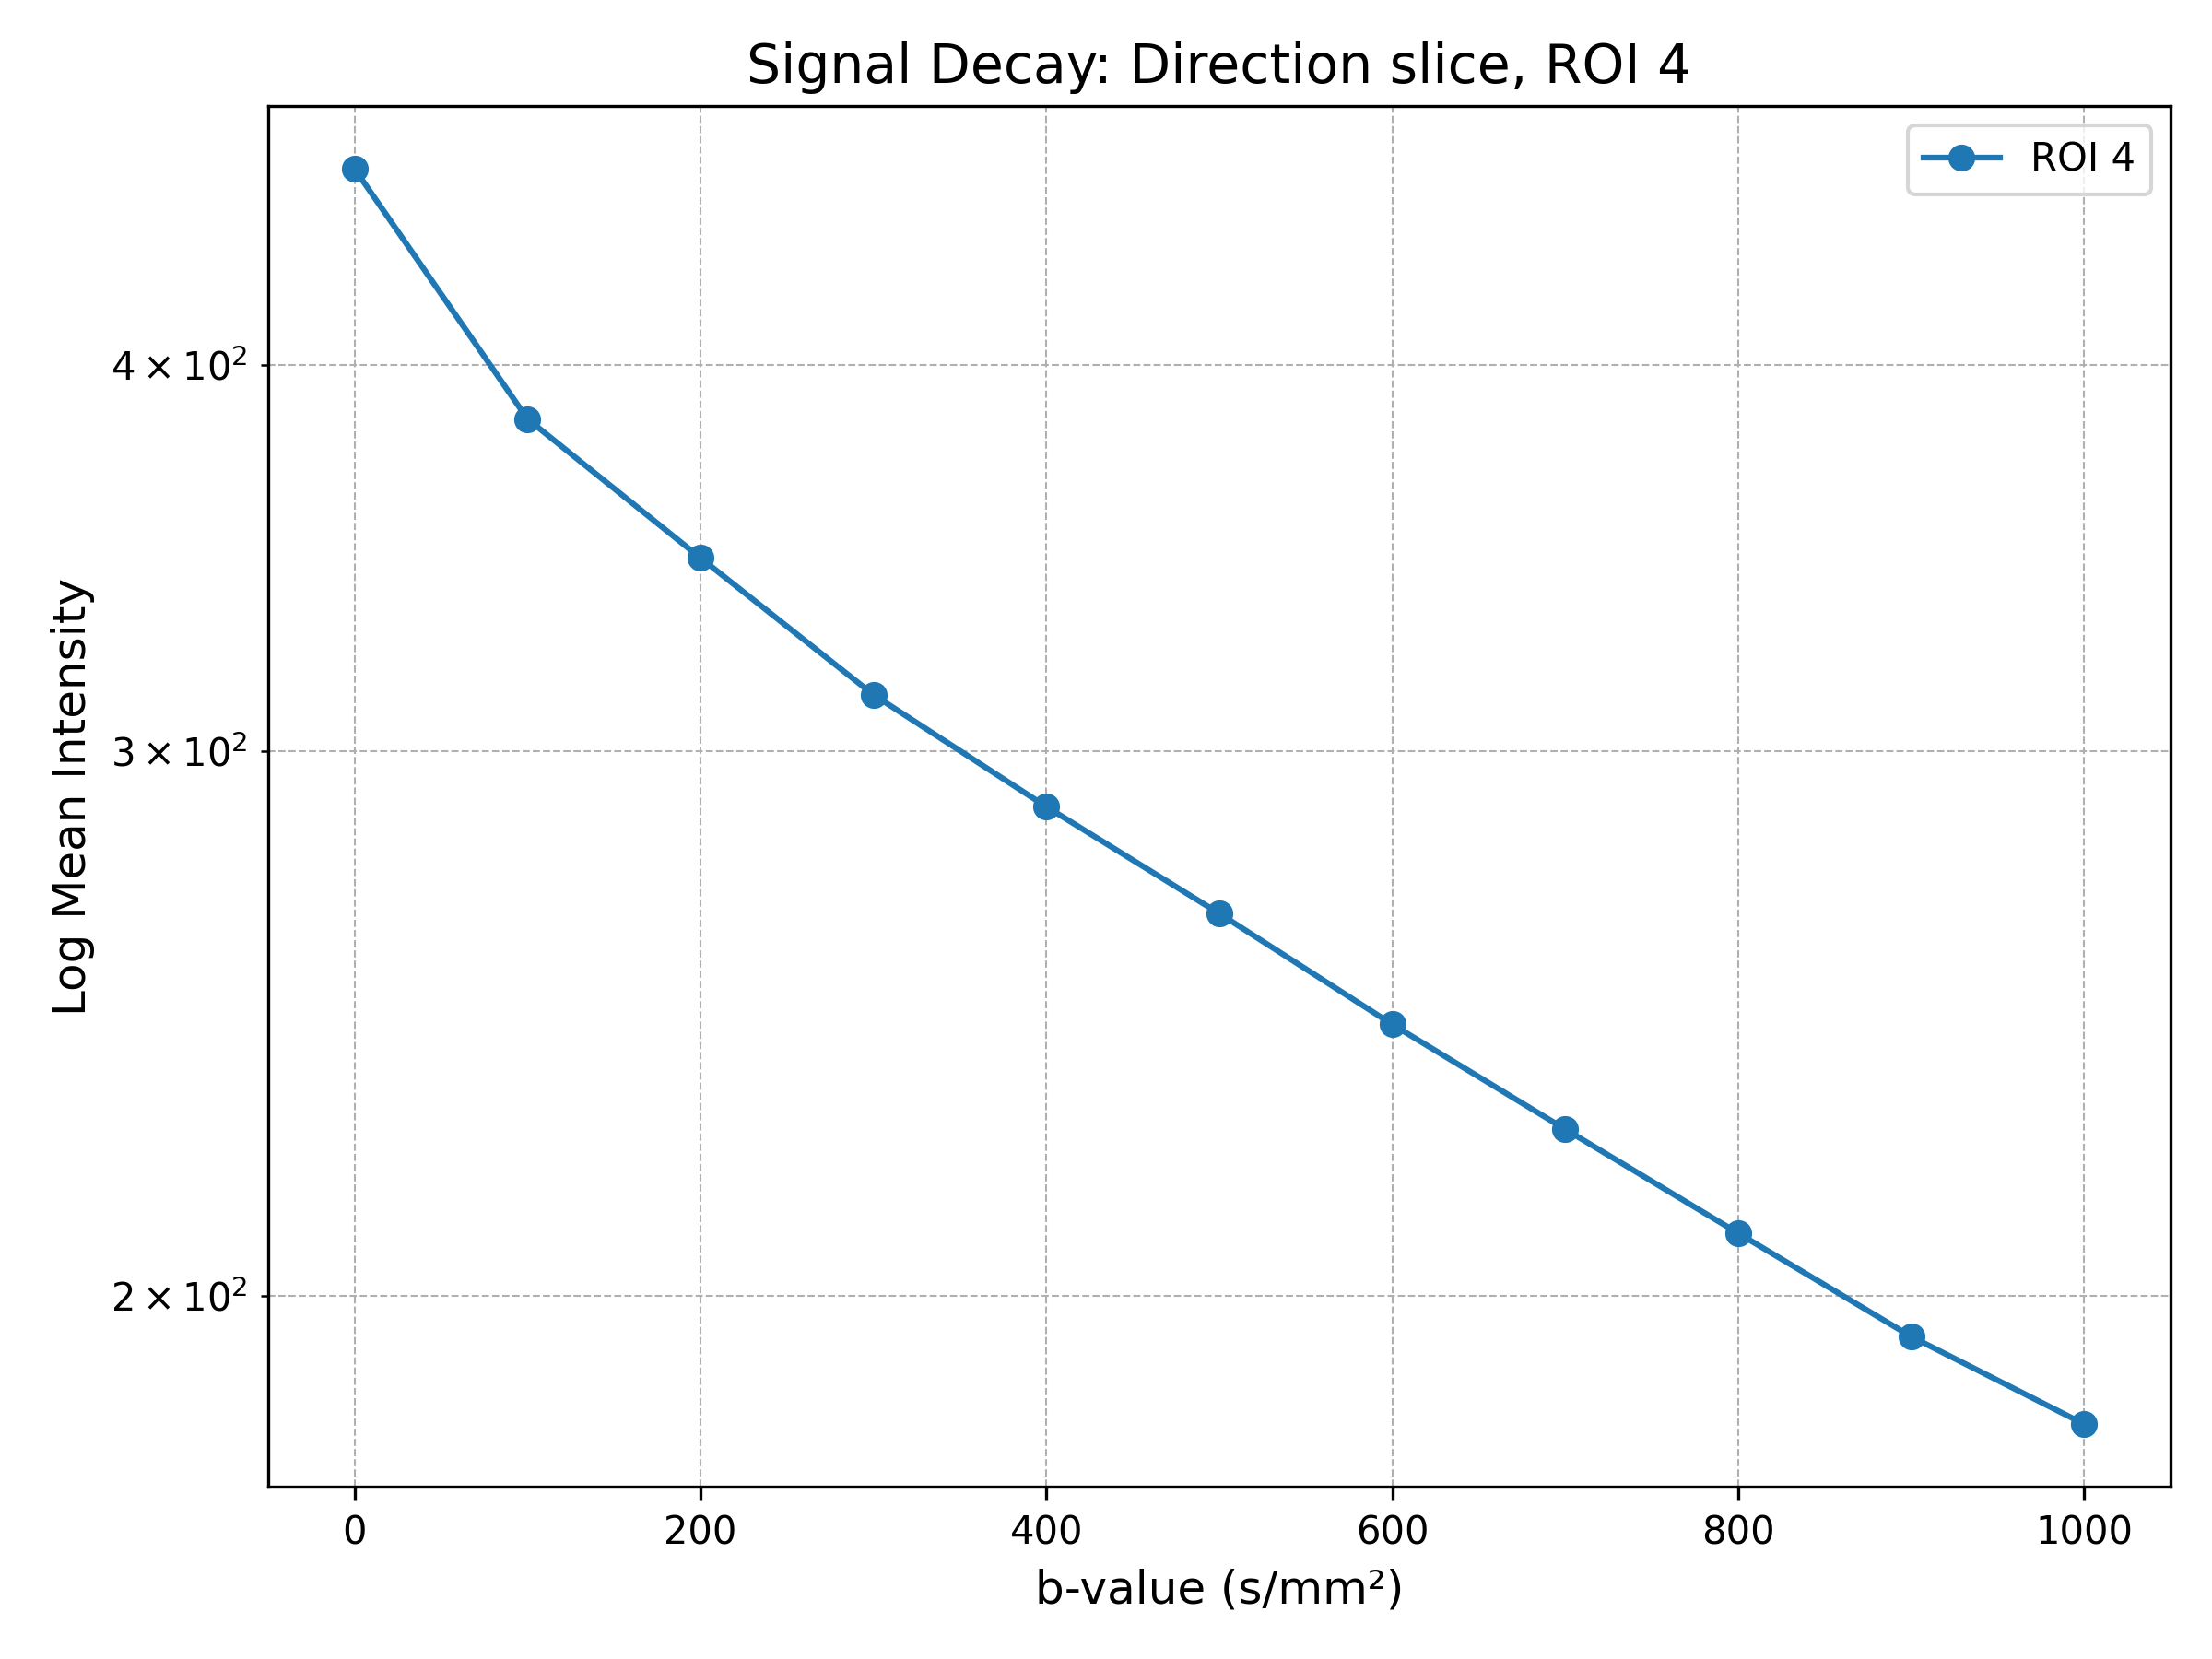 Signal Decay: Direction slice, ROI 4
ROI 4
Log Mean Intensity
4 × 10²
3 × 10²
2 × 10²
0 200 400 600 800 1000
b-value (s/mm²)